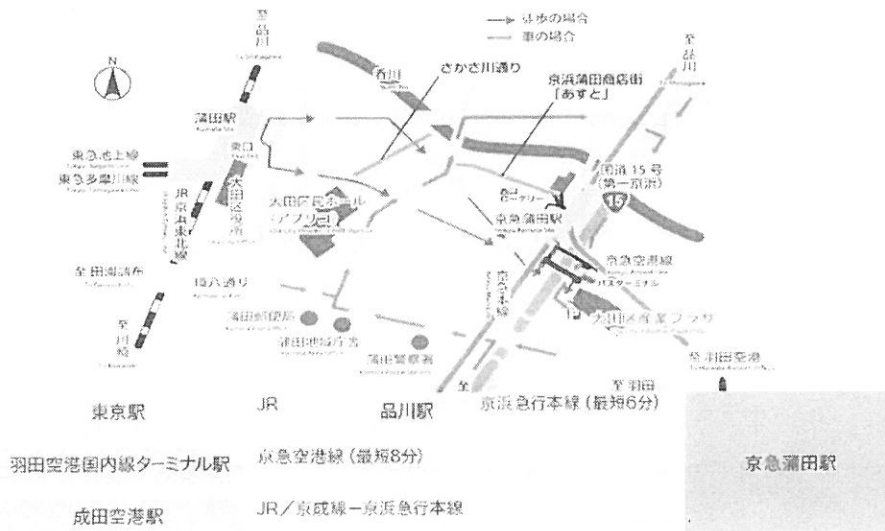 徒歩の場合
車の場合
至品川
至品川
N
さかさ川通り
呑川
京浜蒲田商店街
「あすと」
蒲田駅
東口
東急池上線
東急多摩川線
JR京浜東北線
大田区役所
大田区民ホール
(アプリコ)
国道15号
(第一京浜)
15
京急蒲田駅
京急空港線
バスターミナル
京急本線
至田園調布
環八通り
至川崎
蒲田郵便局
蒲田地域庁舎
蒲田警察署
大田区産業プラザ
至羽田空港
至
至羽田
東京駅
JR
品川駅
京浜急行本線(最短6分)
羽田空港国内線ターミナル駅
京急空港線(最短8分)
京急蒲田駅
成田空港駅
JR/京成線-京浜急行本線